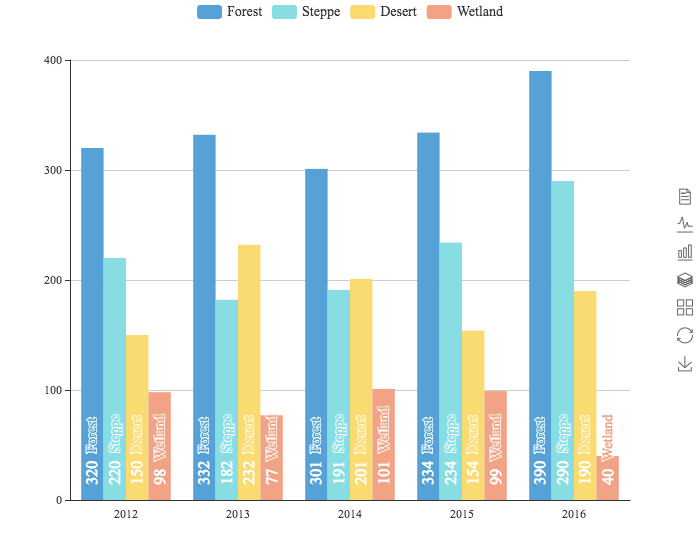 Forest Steppe Desert Wetland
400
300
200
100
0
320 Forest
220 Steppe
150 Desert
98 Wetland
332 Forest
182 Steppe
232 Desert
77 Wetland
301 Forest
191 Steppe
201 Desert
101 Wetland
334 Forest
234 Steppe
154 Desert
99 Wetland
390 Forest
290 Steppe
190 Desert
40 Wetland
2012 2013 2014 2015 2016